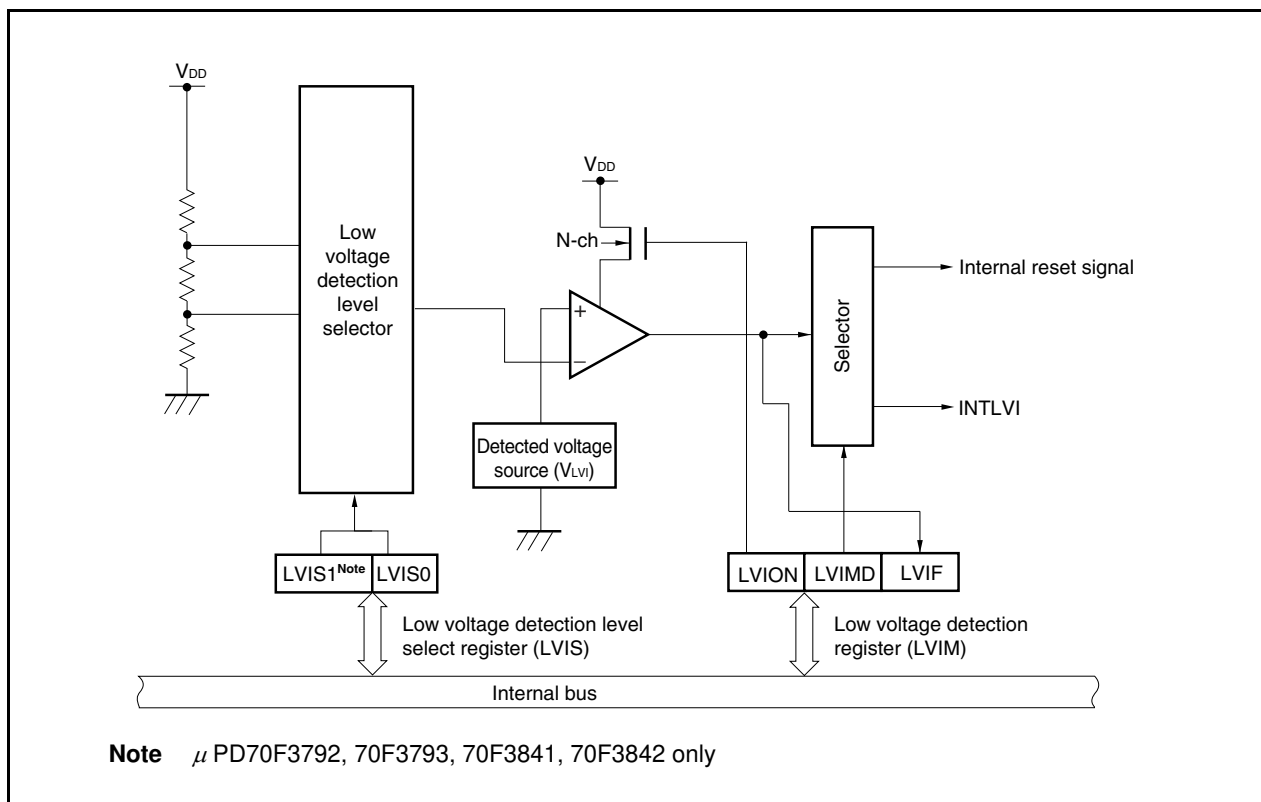 VDD
Low
voltage
detection
level
selector
VDD
N-ch
+
−
Selector
Internal reset signal
INTLVI
Detected voltage
source (VLVI)
LVIS1Note LVIS0
LVION LVIMD LVIF
Low voltage detection level
select register (LVIS)
Low voltage detection
register (LVIM)
Internal bus
Note μ PD70F3792, 70F3793, 70F3841, 70F3842 only